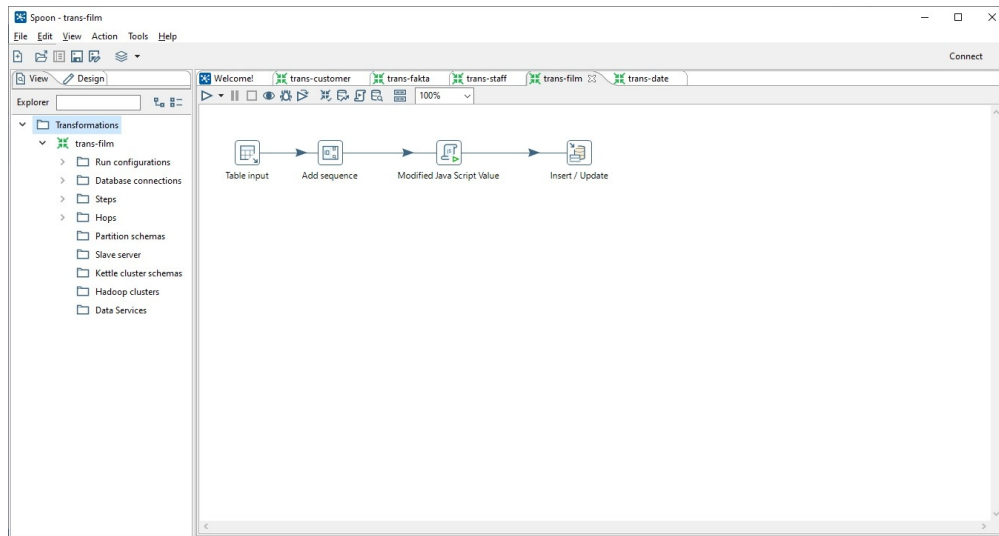 Spoon - trans-film
File Edit View Action Tools Help
Connect
View Design
Welcome! trans-customer trans-fakta trans-staff trans-film trans-date
Explorer
100%
Transformations
trans-film
Run configurations
Database connections
Steps
Hops
Partition schemas
Slave server
Kettle cluster schemas
Hadoop clusters
Data Services
Table input Add sequence Modified Java Script Value Insert / Update